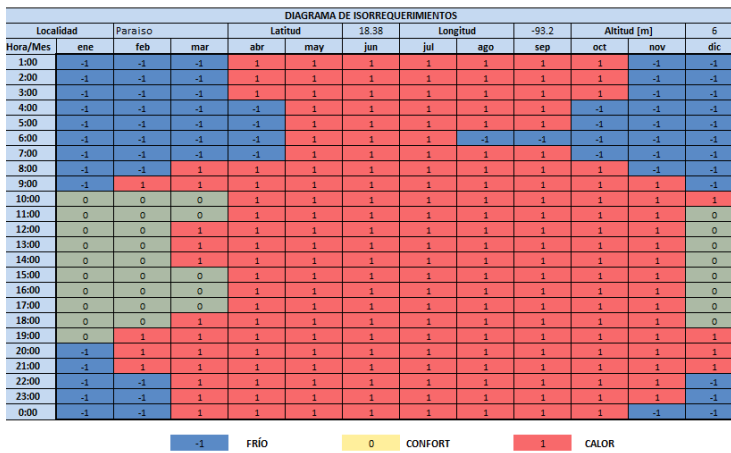 DIAGRAMA DE ISORREQUERIMIENTOS
Localidad Paraiso Latitud 18.38 Longitud -93.2 Altitud [m] 6
Hora/Mes ene feb mar abr may jun jul ago sep oct nov dic
1:00 -1 -1 -1 1 1 1 1 1 1 1 -1 -1
2:00 -1 -1 -1 1 1 1 1 1 1 1 -1 -1
3:00 -1 -1 -1 1 1 1 1 1 1 1 -1 -1
4:00 -1 -1 -1 -1 1 1 1 1 1 -1 -1 -1
5:00 -1 -1 -1 -1 1 1 1 1 1 -1 -1 -1
6:00 -1 -1 -1 -1 1 1 1 -1 -1 -1 -1 -1
7:00 -1 -1 -1 -1 1 1 1 1 1 -1 -1 -1
8:00 -1 -1 1 1 1 1 1 1 1 1 -1 -1
9:00 -1 1 1 1 1 1 1 1 1 1 1 -1
10:00 0 0 0 1 1 1 1 1 1 1 1 1
11:00 0 0 0 1 1 1 1 1 1 1 1 0
12:00 0 0 1 1 1 1 1 1 1 1 1 0
13:00 0 0 1 1 1 1 1 1 1 1 1 0
14:00 0 0 1 1 1 1 1 1 1 1 1 0
15:00 0 0 0 1 1 1 1 1 1 1 1 0
16:00 0 0 0 1 1 1 1 1 1 1 1 0
17:00 0 0 0 1 1 1 1 1 1 1 1 0
18:00 0 0 1 1 1 1 1 1 1 1 1 0
19:00 0 1 1 1 1 1 1 1 1 1 1 1
20:00 -1 1 1 1 1 1 1 1 1 1 1 1
21:00 -1 1 1 1 1 1 1 1 1 1 1 1
22:00 -1 -1 1 1 1 1 1 1 1 1 1 -1
23:00 -1 -1 1 1 1 1 1 1 1 1 1 -1
0:00 -1 -1 1 1 1 1 1 1 1 1 -1 -1
-1 FRÍO 0 CONFORT 1 CALOR